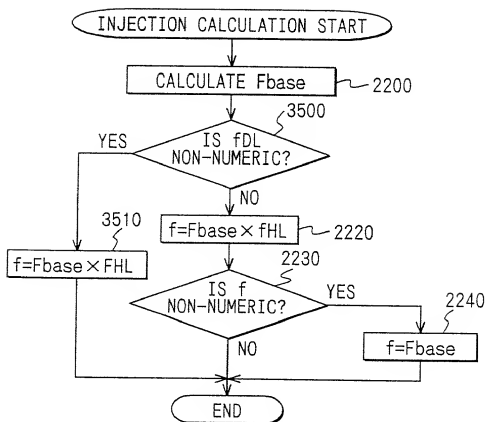 INJECTION CALCULATION START
CALCULATE Fbase
2200
3500
IS fDL
NON-NUMERIC?
YES
NO
3510
f=Fbase×FHL
f=Fbase×fHL
2220
2230
IS f
NON-NUMERIC?
YES
NO
2240
f=Fbase
END